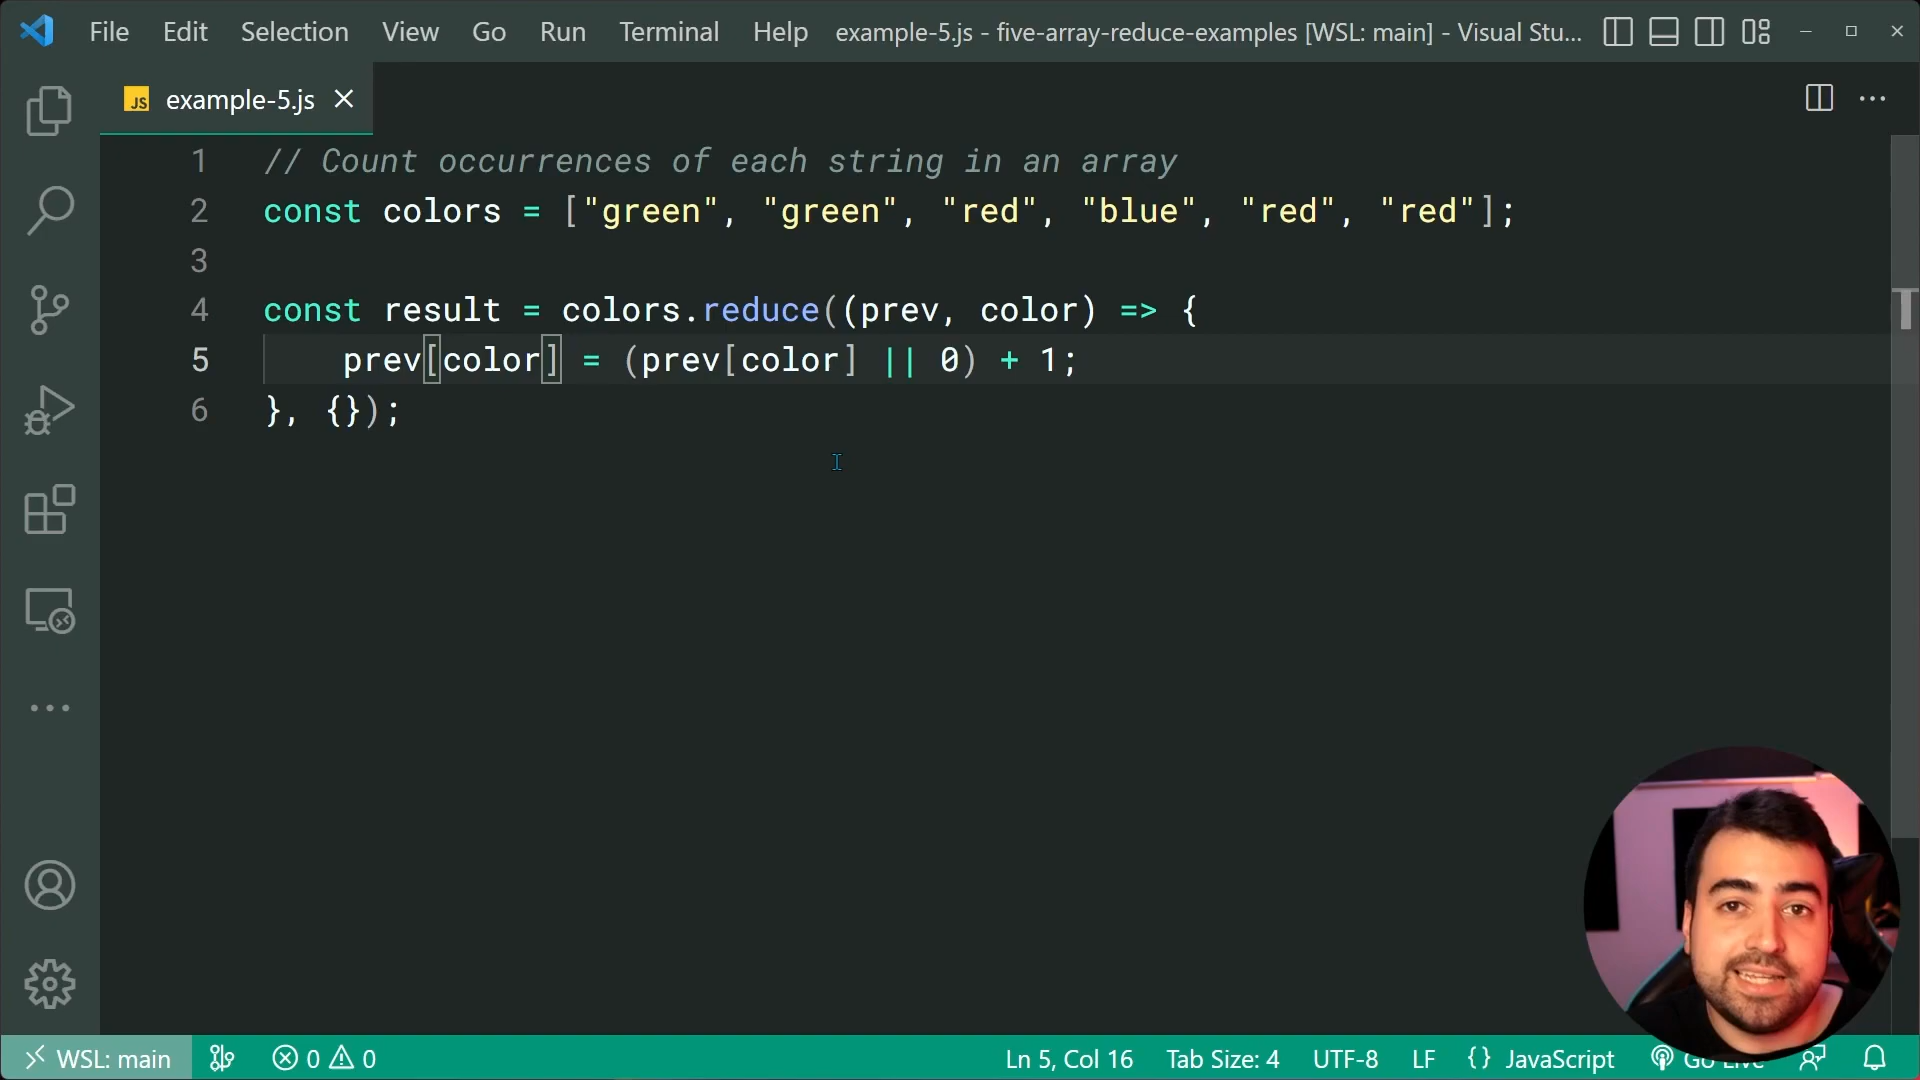 File Edit Selection View Go Run Terminal Help example-5.js - five-array-reduce-examples [WSL: main] - Visual Stu...
JS example-5.js
1 // Count occurrences of each string in an array
2 const colors = ["green", "green", "red", "blue", "red", "red"];
3
4 const result = colors.reduce((prev, color) => {
5 prev[color] = (prev[color] || 0) + 1;
6 }, {});
WSL: main 0 0 Ln 5, Col 16 Tab Size: 4 UTF-8 LF {} JavaScript Go Live